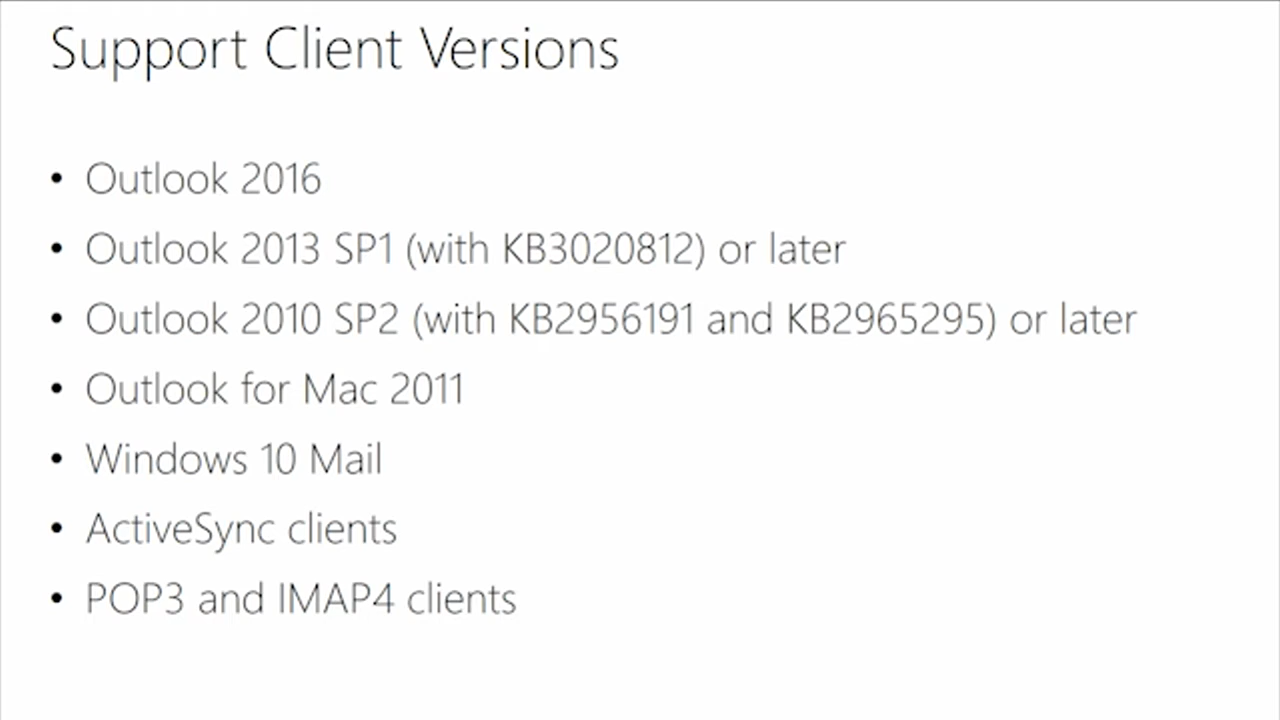 Support Client Versions
• Outlook 2016
• Outlook 2013 SP1 (with KB3020812) or later
• Outlook 2010 SP2 (with KB2956191 and KB2965295) or later
• Outlook for Mac 2011
• Windows 10 Mail
• ActiveSync clients
• POP3 and IMAP4 clients